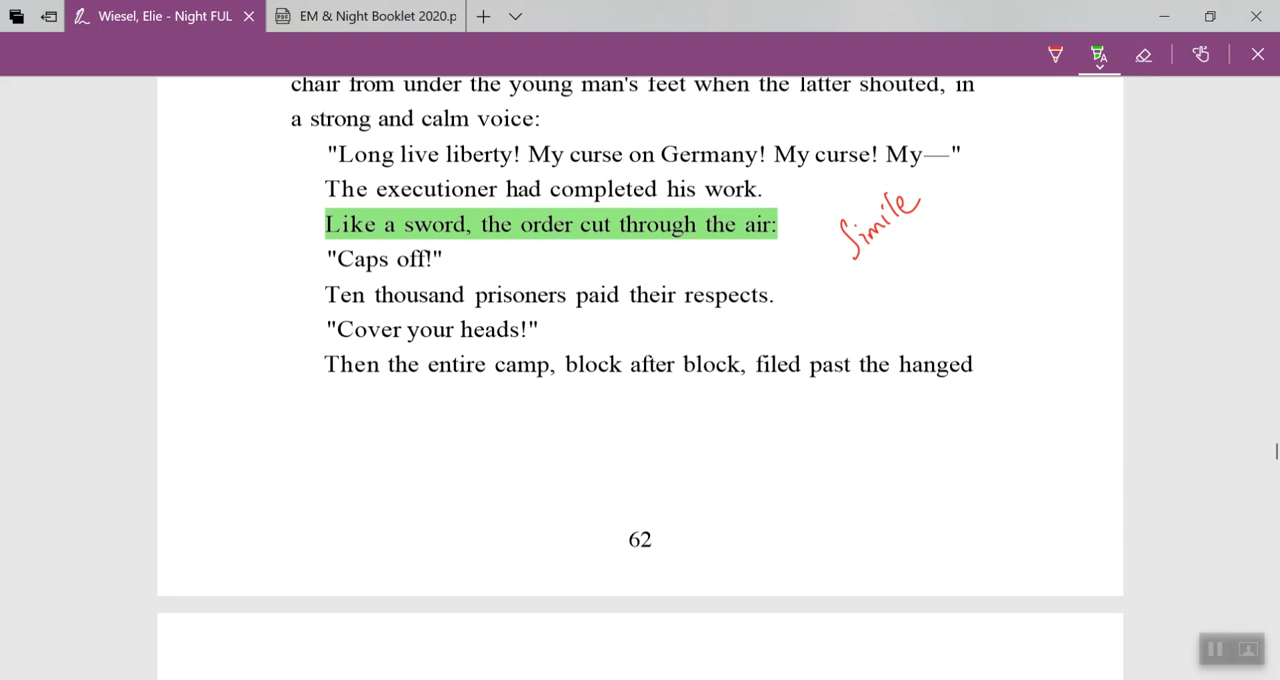 Wiesel, Elie - Night FUL
EM & Night Booklet 2020.p
chair from under the young man's feet when the latter shouted, in
a strong and calm voice:
"Long live liberty! My curse on Germany! My curse! My—"
The executioner had completed his work.
Like a sword, the order cut through the air:
Simile
"Caps off!"
Ten thousand prisoners paid their respects.
"Cover your heads!"
Then the entire camp, block after block, filed past the hanged
62